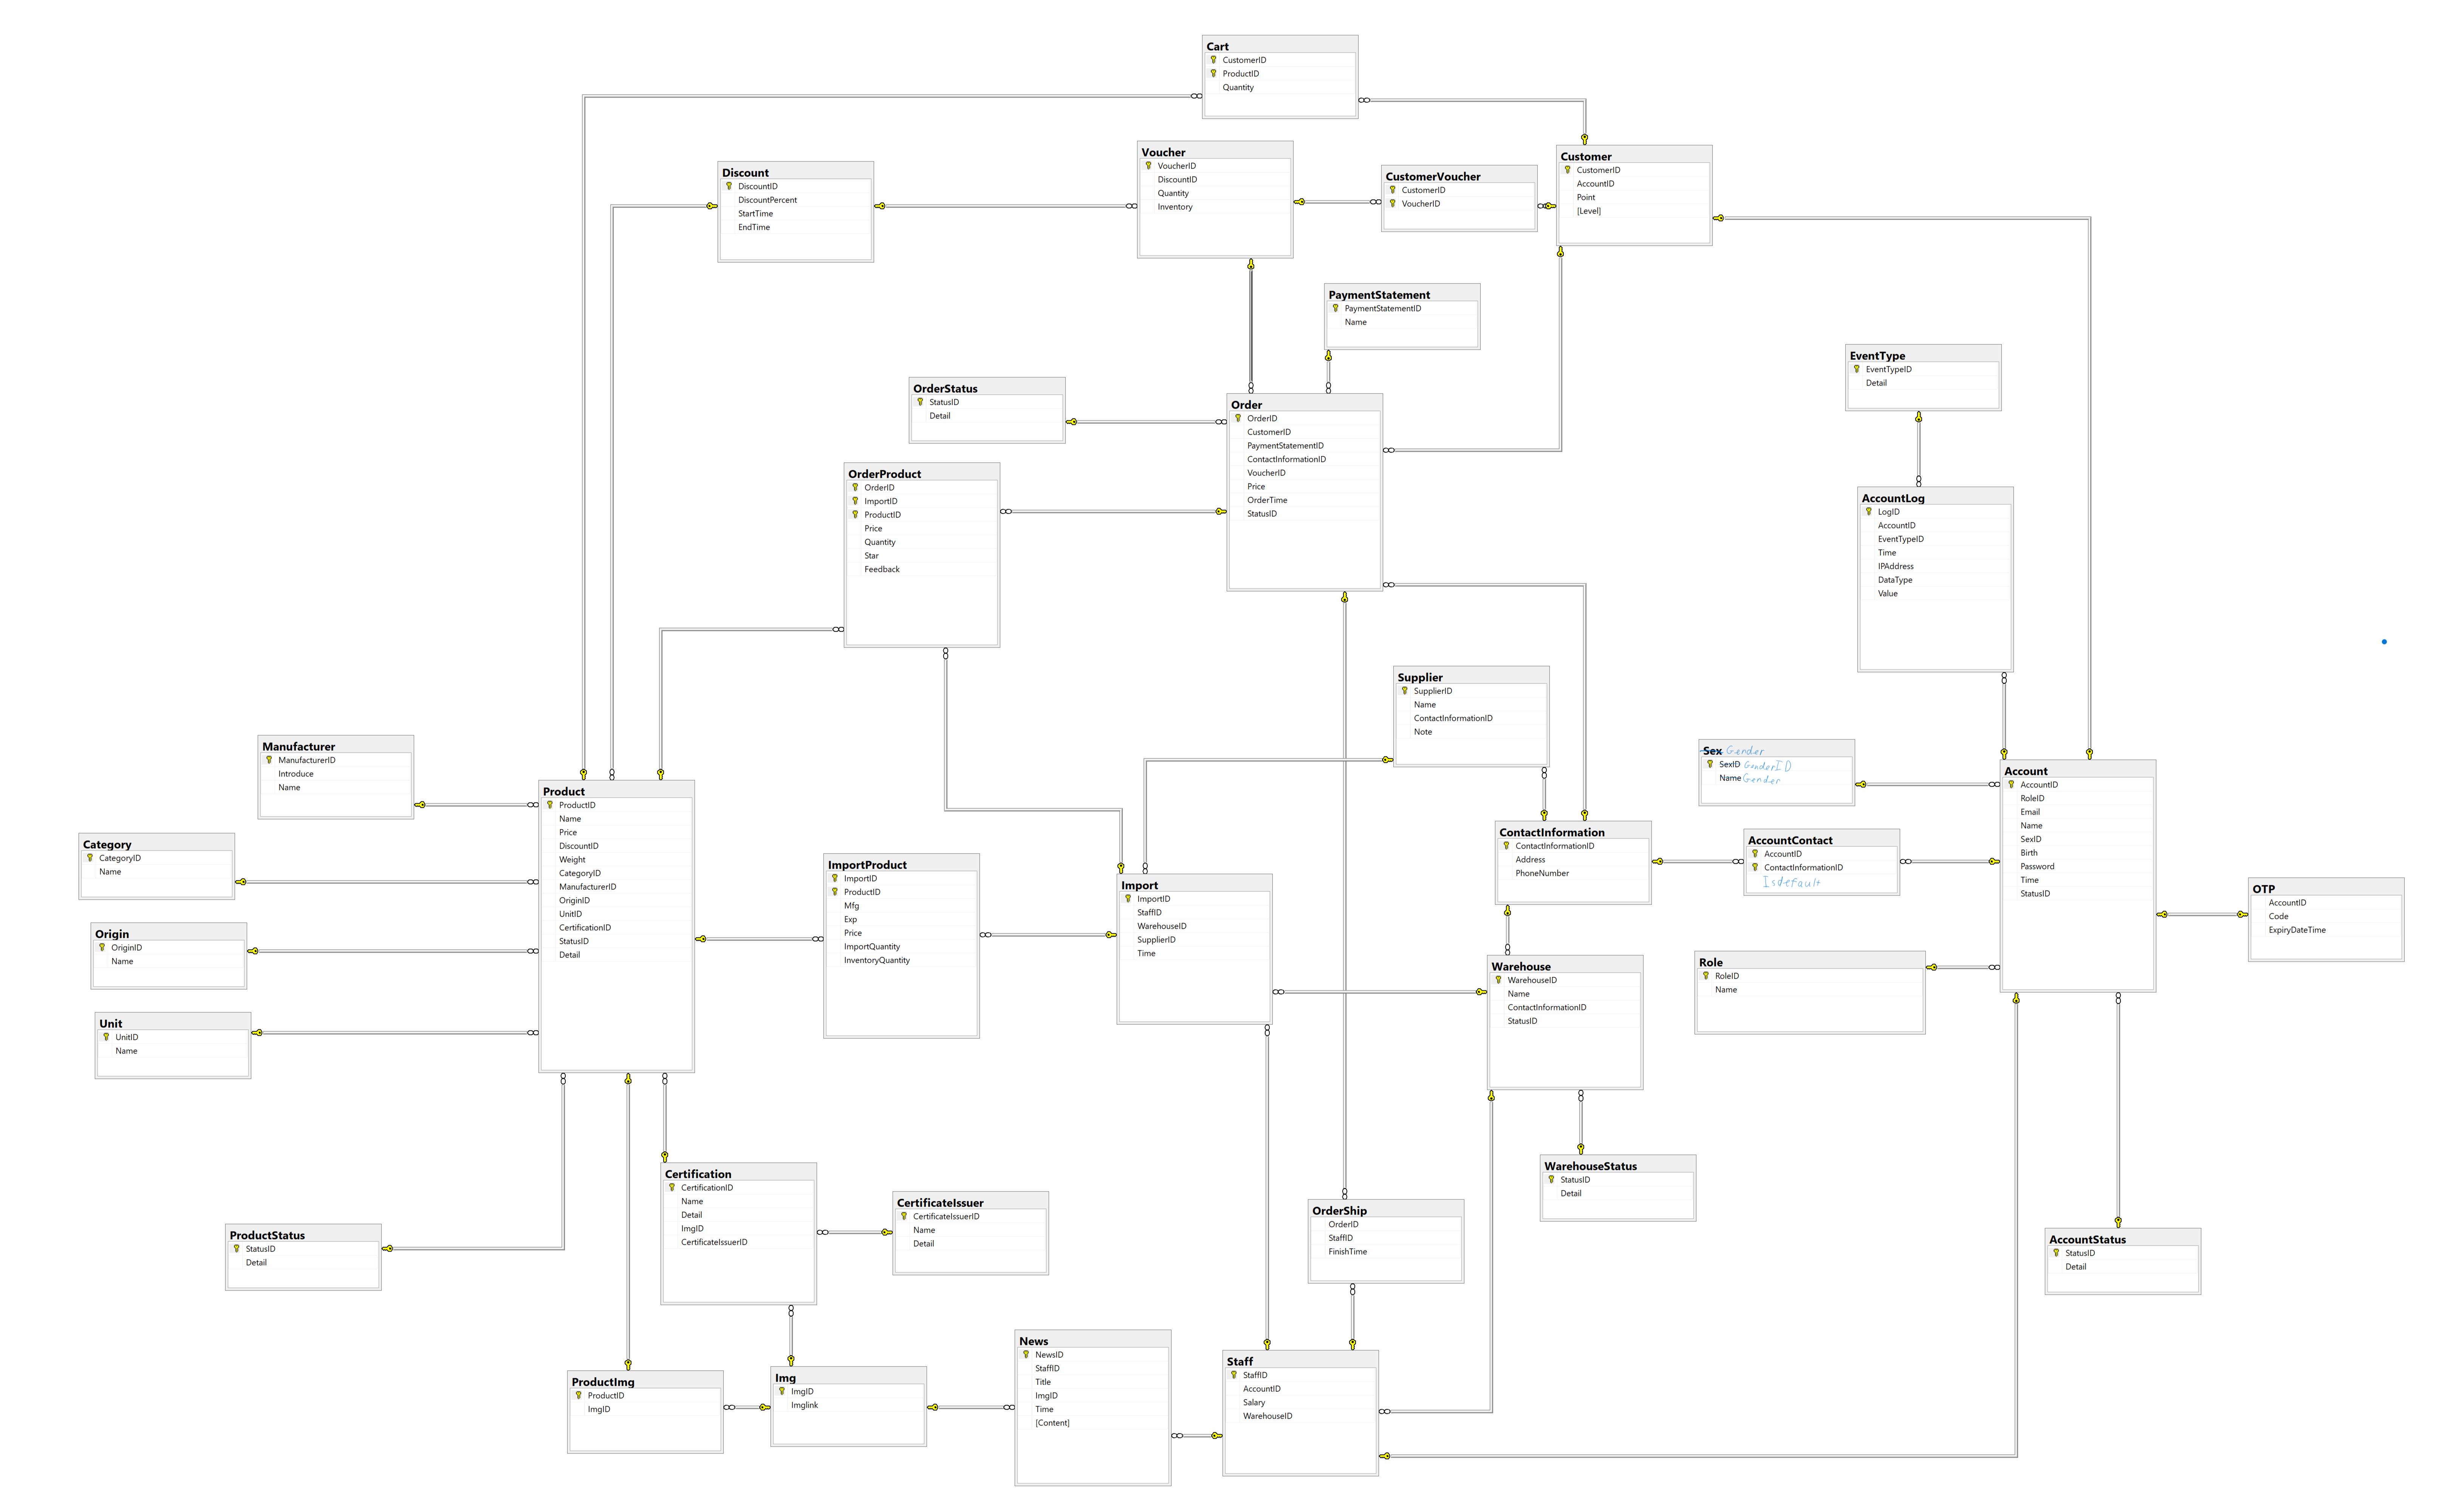 Cart
CustomerID
ProductID
Quantity
Voucher
VoucherID
DiscountID
Quantity
Inventory
Customer
CustomerID
AccountID
Point
[Level]
Discount
DiscountID
DiscountPercent
StartTime
EndTime
CustomerVoucher
CustomerID
VoucherID
PaymentStatement
PaymentStatementID
Name
EventType
EventTypeID
Detail
OrderStatus
StatusID
Detail
Order
OrderID
CustomerID
PaymentStatementID
ContactInformationID
VoucherID
Price
OrderTime
StatusID
OrderProduct
OrderID
ImportID
ProductID
Price
Quantity
Star
Feedback
AccountLog
LogID
AccountID
EventTypeID
Time
IPAddress
DataType
Value
Supplier
SupplierID
Name
ContactInformationID
Note
Manufacturer
ManufacturerID
Introduce
Name
Sex Gender
SexID GenderID
Name Gender
Account
AccountID
RoleID
Email
Name
SexID
Birth
Password
Time
StatusID
Product
ProductID
Name
Price
DiscountID
Weight
CategoryID
ManufacturerID
OriginID
UnitID
CertificationID
StatusID
Detail
Category
CategoryID
Name
ContactInformation
ContactInformationID
Address
PhoneNumber
AccountContact
AccountID
ContactInformationID
Isdefault
ImportProduct
ImportID
ProductID
Mfg
Exp
Price
ImportQuantity
InventoryQuantity
Import
ImportID
StaffID
WarehouseID
SupplierID
Time
OTP
AccountID
Code
ExpiryDateTime
Origin
OriginID
Name
Role
RoleID
Name
Warehouse
WarehouseID
Name
ContactInformationID
StatusID
Unit
UnitID
Name
WarehouseStatus
StatusID
Detail
Certification
CertificationID
Name
Detail
ImgID
CertificateIssuerID
CertificateIssuer
CertificateIssuerID
Name
Detail
OrderShip
OrderID
StaffID
FinishTime
ProductStatus
StatusID
Detail
AccountStatus
StatusID
Detail
News
NewsID
StaffID
Title
ImgID
Time
[Content]
Staff
StaffID
AccountID
Salary
WarehouseID
ProductImg
ProductID
ImgID
Img
ImgID
Imglink